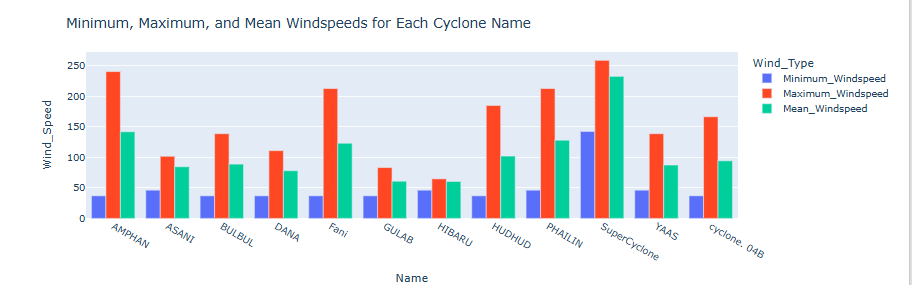 Minimum, Maximum, and Mean Windspeeds for Each Cyclone Name
Wind_Type
Minimum_Windspeed
Maximum_Windspeed
Mean_Windspeed
Wind_Speed
250
200
150
100
50
0
AMPHAN
ASANI
BULBUL
DANA
Fani
GULAB
HIBARU
HUDHUD
PHAILIN
SuperCyclone
YAAS
cyclone. 04B
Name